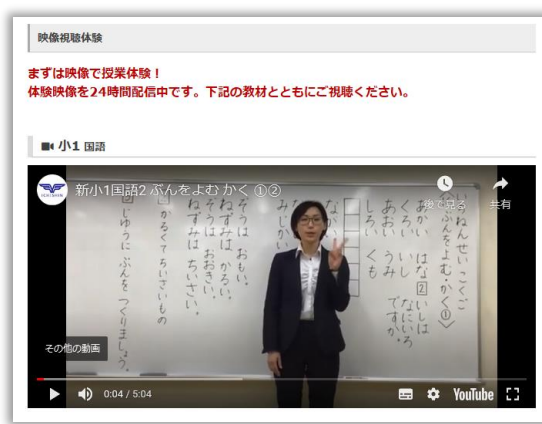 映像視聴体験
まずは映像で授業体験！
体験映像を24時間配信中です。下記の教材とともにご視聴ください。
小1 国語
新小1国語2 ぶんをよむ かく ①②
後で見る
共有
いちねんせい こくご
〈ぶんをよむ・かく①〉
あかい はな
くろい いし
あおい うみ
しろい くも
2 いしは
なにいろ
ですか。
なが
みじかい
ぞうは おもい。
ねずみは かるい。
ぞうは おおきい。
ねずみは ちいさい。
かるくて ちいさいもの
2 じゆうに ぶんを つくりましょう。
その他の動画
0:04 / 5:04
YouTube